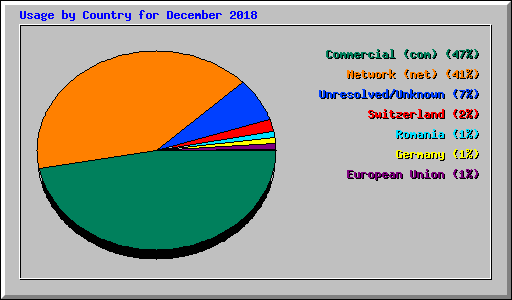 Usage by Country for December 2018
Commercial (com) (47%)
Network (net) (41%)
Unresolved/Unknown (7%)
Switzerland (2%)
Romania (1%)
Germany (1%)
European Union (1%)